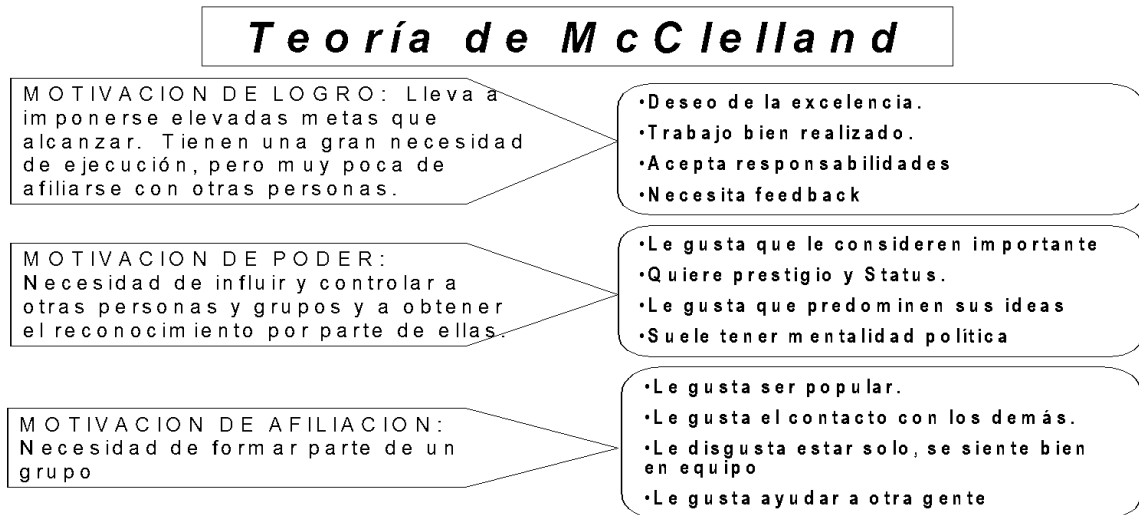 Teoría de McClelland
MOTIVACION DE LOGRO: Lleva a
imponerse elevadas metas que
alcanzar. Tienen una gran necesidad
de ejecución, pero muy poca de
afiliarse con otras personas.
•Deseo de la excelencia.
•Trabajo bien realizado.
•Acepta responsabilidades
•Necesita feedback
MOTIVACION DE PODER:
Necesidad de influir y controlar a
otras personas y grupos y a obtener
el reconocimiento por parte de ellas.
•Le gusta que le consideren importante
•Quiere prestigio y Status.
•Le gusta que predominen sus ideas
•Suele tener mentalidad política
MOTIVACION DE AFILIACION:
Necesidad de formar parte de un
grupo
•Le gusta ser popular.
•Le gusta el contacto con los demás.
•Le disgusta estar solo, se siente bien
en equipo
•Le gusta ayudar a otra gente